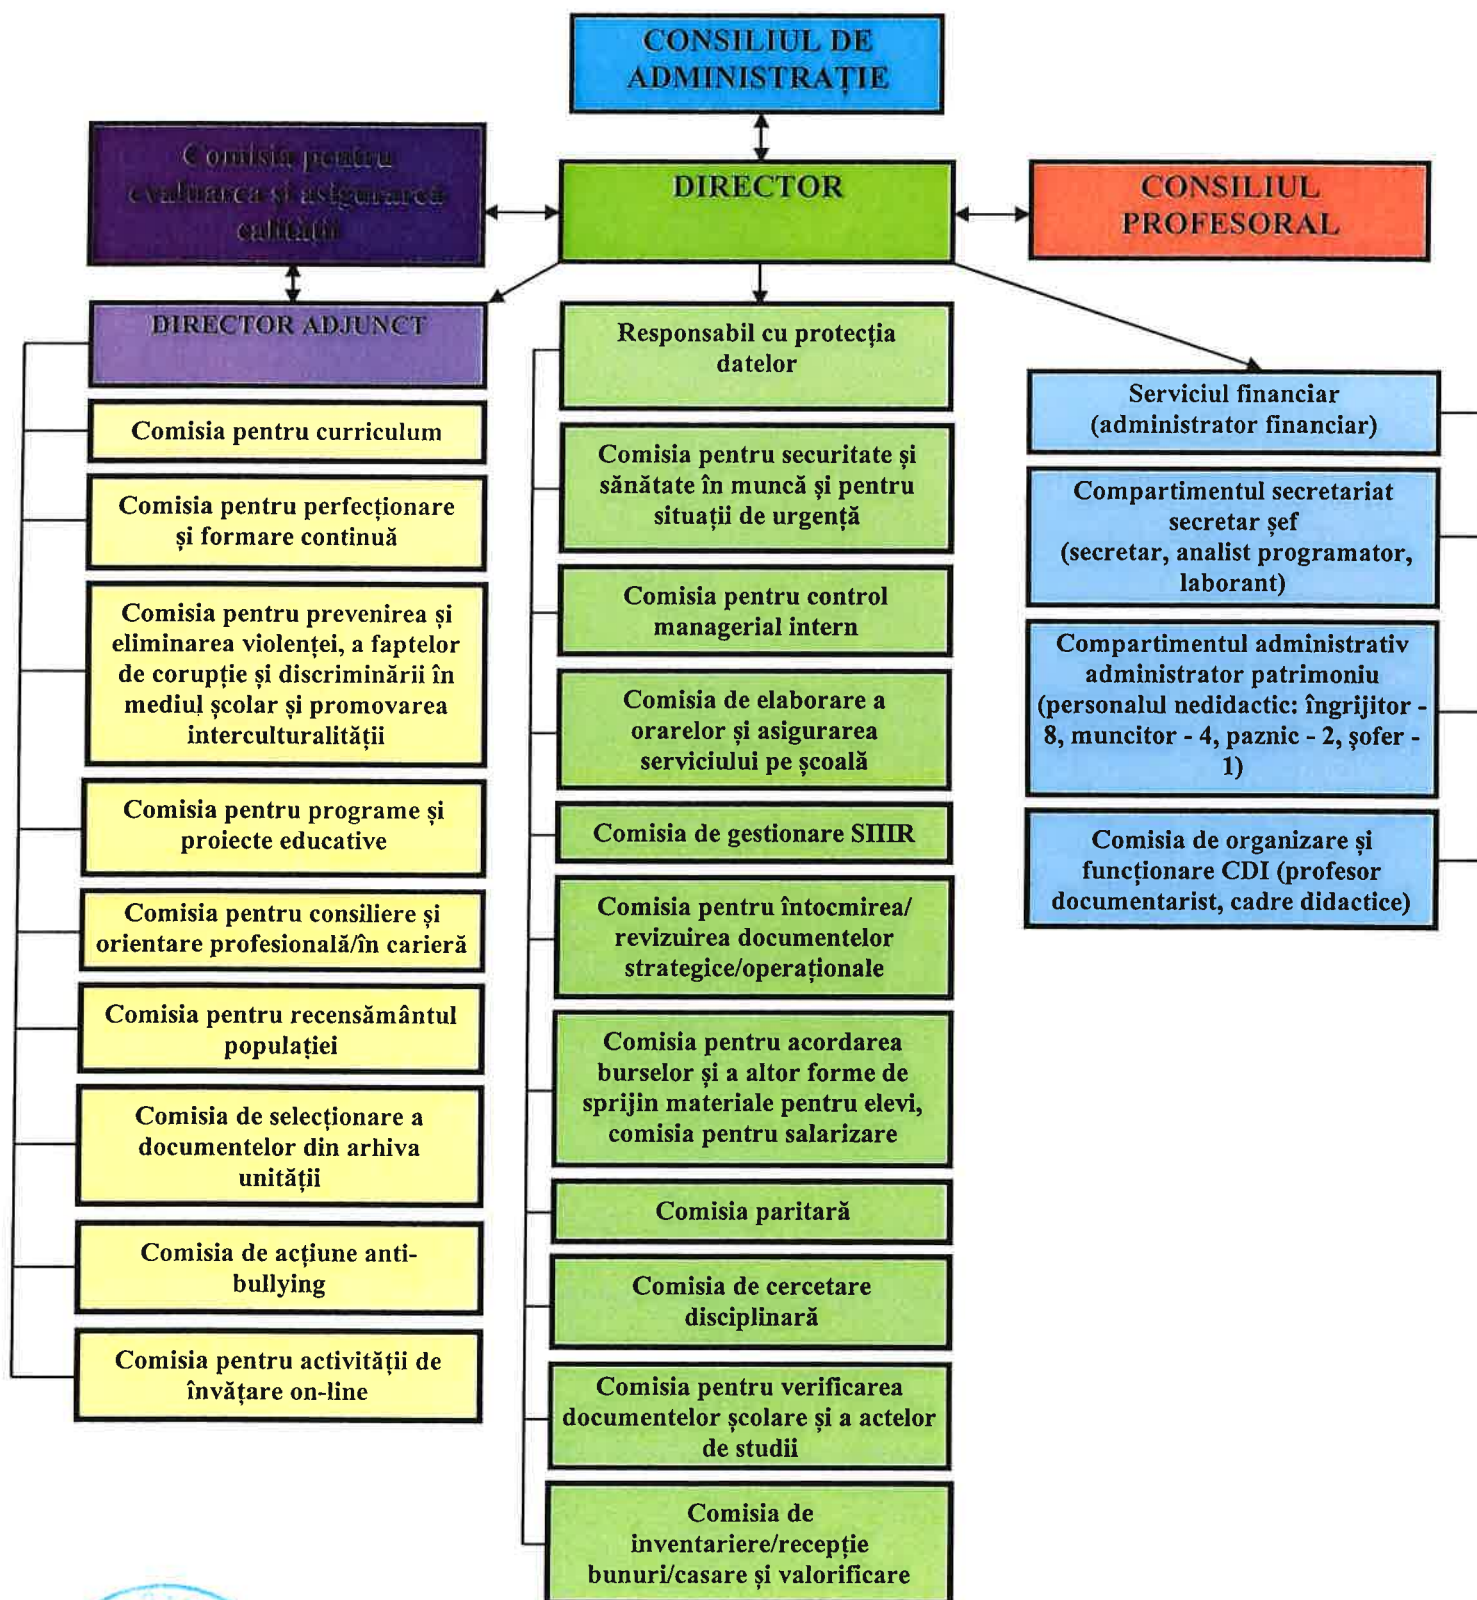 CONSILIUL DE
ADMINISTRAȚIE
Comisia pentru
evaluarea și asigurarea
calității
DIRECTOR
CONSILIUL
PROFESORAL
DIRECTOR ADJUNCT
Comisia pentru curriculum
Comisia pentru perfecționare
și formare continuă
Comisia pentru prevenirea și
eliminarea violenței, a faptelor
de corupție și discriminării în
mediul școlar și promovarea
interculturalității
Comisia pentru programe și
proiecte educative
Comisia pentru consiliere și
orientare profesională/în carieră
Comisia pentru recensământul
populației
Comisia de selecționare a
documentelor din arhiva
unității
Comisia de acțiune anti-
bullying
Comisia pentru activității de
învățare on-line
Responsabil cu protecția
datelor
Comisia pentru securitate și
sănătate în muncă și pentru
situații de urgență
Comisia pentru control
managerial intern
Comisia de elaborare a
orarelor și asigurarea
serviciului pe școală
Comisia de gestionare SIIIR
Comisia pentru întocmirea/
revizuirea documentelor
strategice/operaționale
Comisia pentru acordarea
burselor și a altor forme de
sprijin materiale pentru elevi,
comisia pentru salarizare
Comisia paritară
Comisia de cercetare
disciplinară
Comisia pentru verificarea
documentelor școlare și a actelor
de studii
Comisia de
inventariere/recepție
bunuri/casare și valorificare
Serviciul financiar
(administrator financiar)
Compartimentul secretariat
secretar șef
(secretar, analist programator,
laborant)
Compartimentul administrativ
administrator patrimoniu
(personalul nedidactic: îngrijitor -
8, muncitor - 4, paznic - 2, șofer -
1)
Comisia de organizare și
funcționare CDI (profesor
documentarist, cadre didactice)